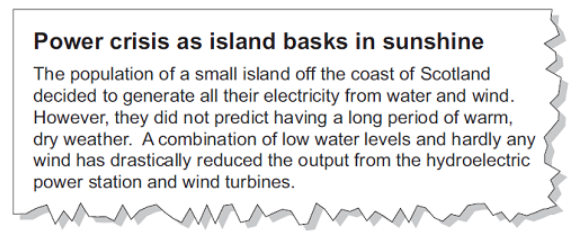 Power crisis as island basks in sunshine
The population of a small island off the coast of Scotland
decided to generate all their electricity from water and wind.
However, they did not predict having a long period of warm,
dry weather.  A combination of low water levels and hardly any
wind has drastically reduced the output from the hydroelectric
power station and wind turbines.